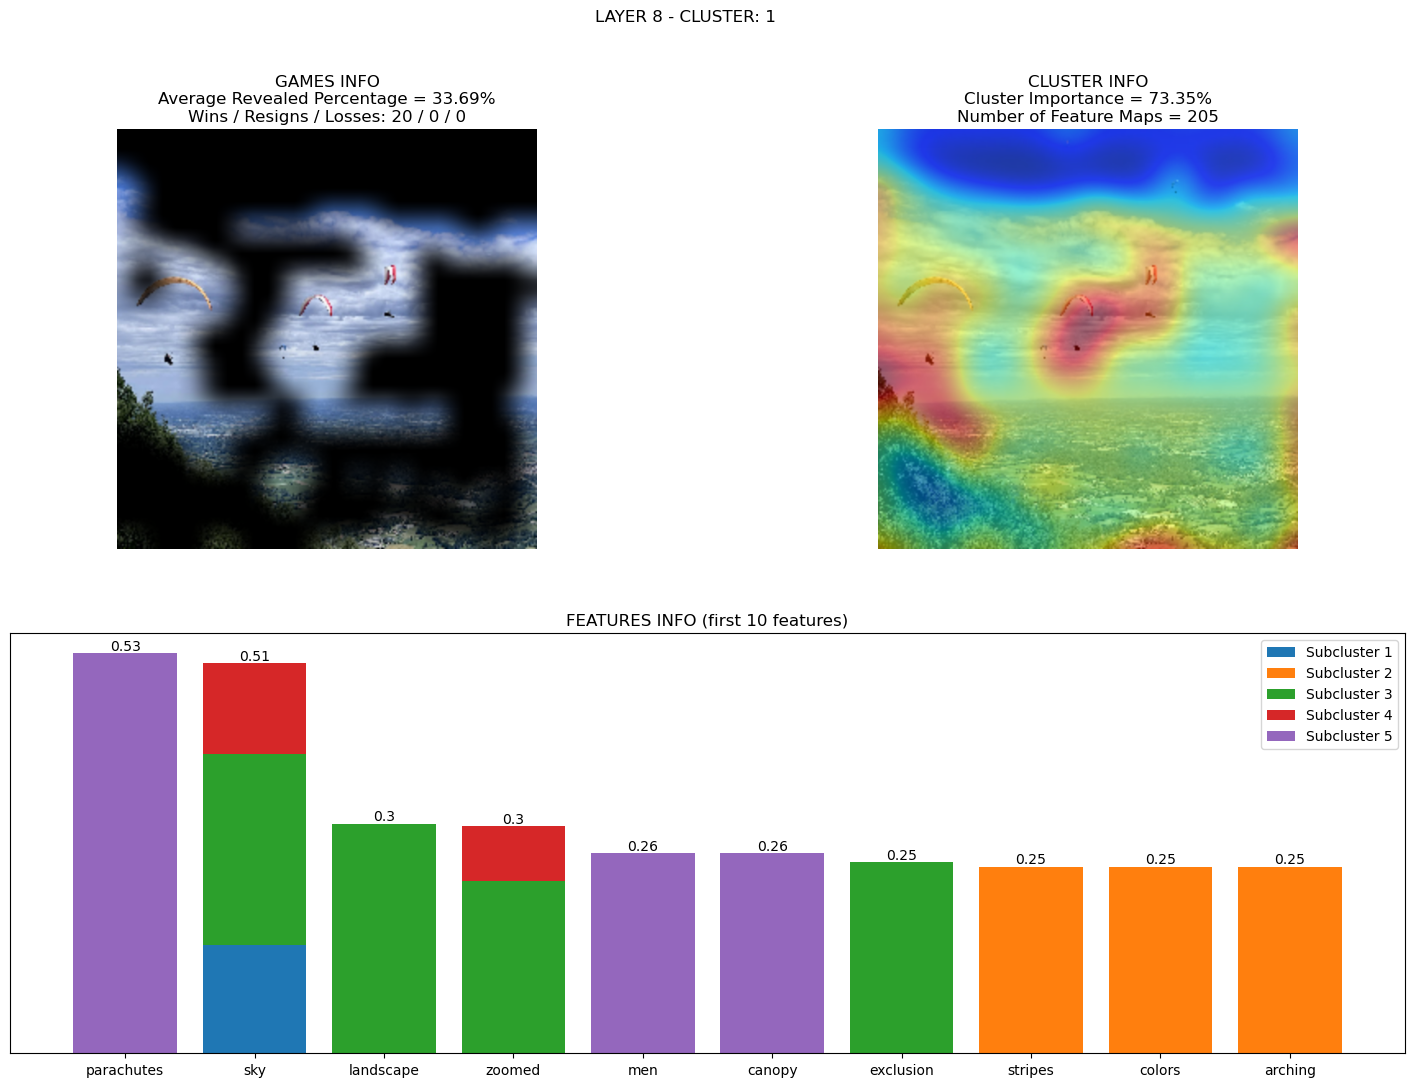 LAYER 8 - CLUSTER: 1
GAMES INFO
Average Revealed Percentage = 33.69%
Wins / Resigns / Losses: 20 / 0 / 0
CLUSTER INFO
Cluster Importance = 73.35%
Number of Feature Maps = 205
FEATURES INFO (first 10 features)
0.53
0.51
0.3
0.3
0.26
0.26
0.25
0.25
0.25
0.25
Subcluster 1
Subcluster 2
Subcluster 3
Subcluster 4
Subcluster 5
parachutes
sky
landscape
zoomed
men
canopy
exclusion
stripes
colors
arching